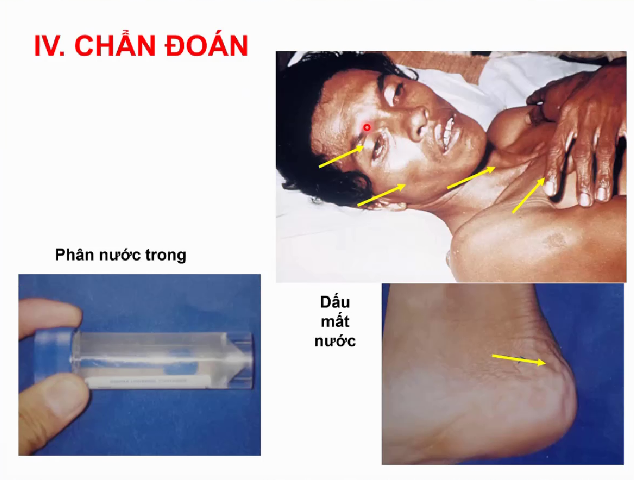 IV. CHẨN ĐOÁN
Phân nước trong
Dấu
mất
nước